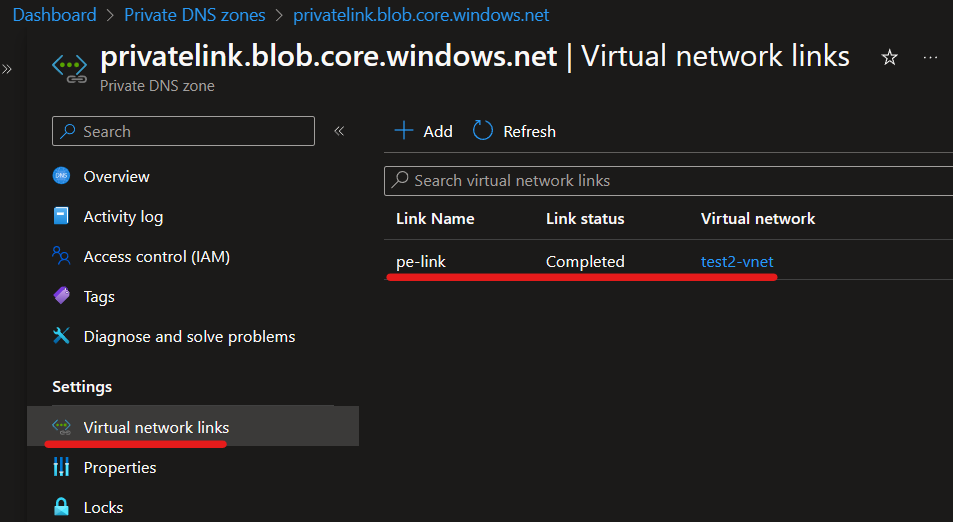 Dashboard > Private DNS zones > privatelink.blob.core.windows.net
privatelink.blob.core.windows.net | Virtual network links
Private DNS zone
Search
Add Refresh
Overview
Activity log
Access control (IAM)
Tags
Diagnose and solve problems
Settings
Virtual network links
Properties
Locks
Search virtual network links
Link Name Link status Virtual network
pe-link Completed test2-vnet